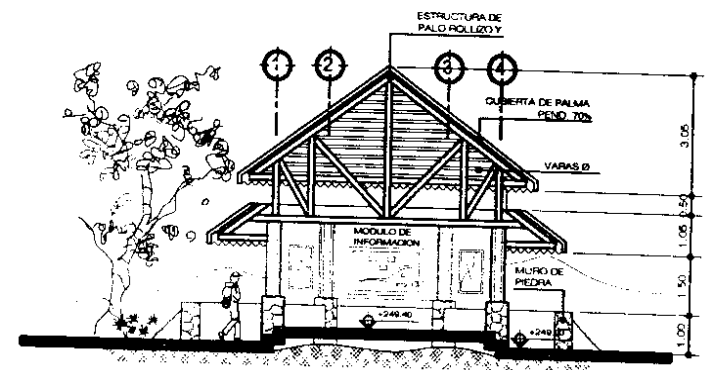 ESTRUCTURA DE
PALO ROLLIZO Y
1 2 3 4
CUBIERTA DE PALMA
PEND. 70%
3.05
VARAS Ø
0.50
MODULO DE
INFORMACION
1.05
MURO DE
PIEDRA
1.50
+249.40
1.00